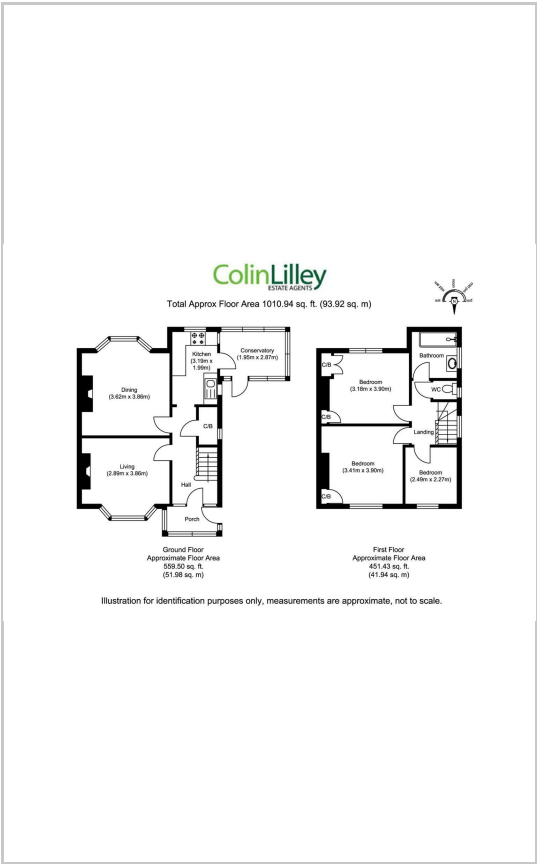 ColinLilley
ESTATE AGENTS
Total Approx Floor Area 1010.94 sq. ft. (93.92 sq. m)
Kitchen
(3.19m x
1.99m)
Conservatory
(1.95m x 2.87m)
Dining
(3.62m x 3.86m)
C/B
Living
(2.89m x 3.86m)
Hall
Porch
Ground Floor
Approximate Floor Area
559.50 sq. ft.
(51.98 sq. m)
Bathroom
C/B
Bedroom
(3.18m x 3.90m)
WC
C/B
Landing
Bedroom
(3.41m x 3.90m)
Bedroom
(2.49m x 2.27m)
C/B
First Floor
Approximate Floor Area
451.43 sq. ft.
(41.94 sq. m)
Illustration for identification purposes only, measurements are approximate, not to scale.